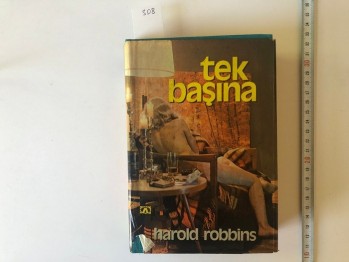 508
tek
başına
harold robbins